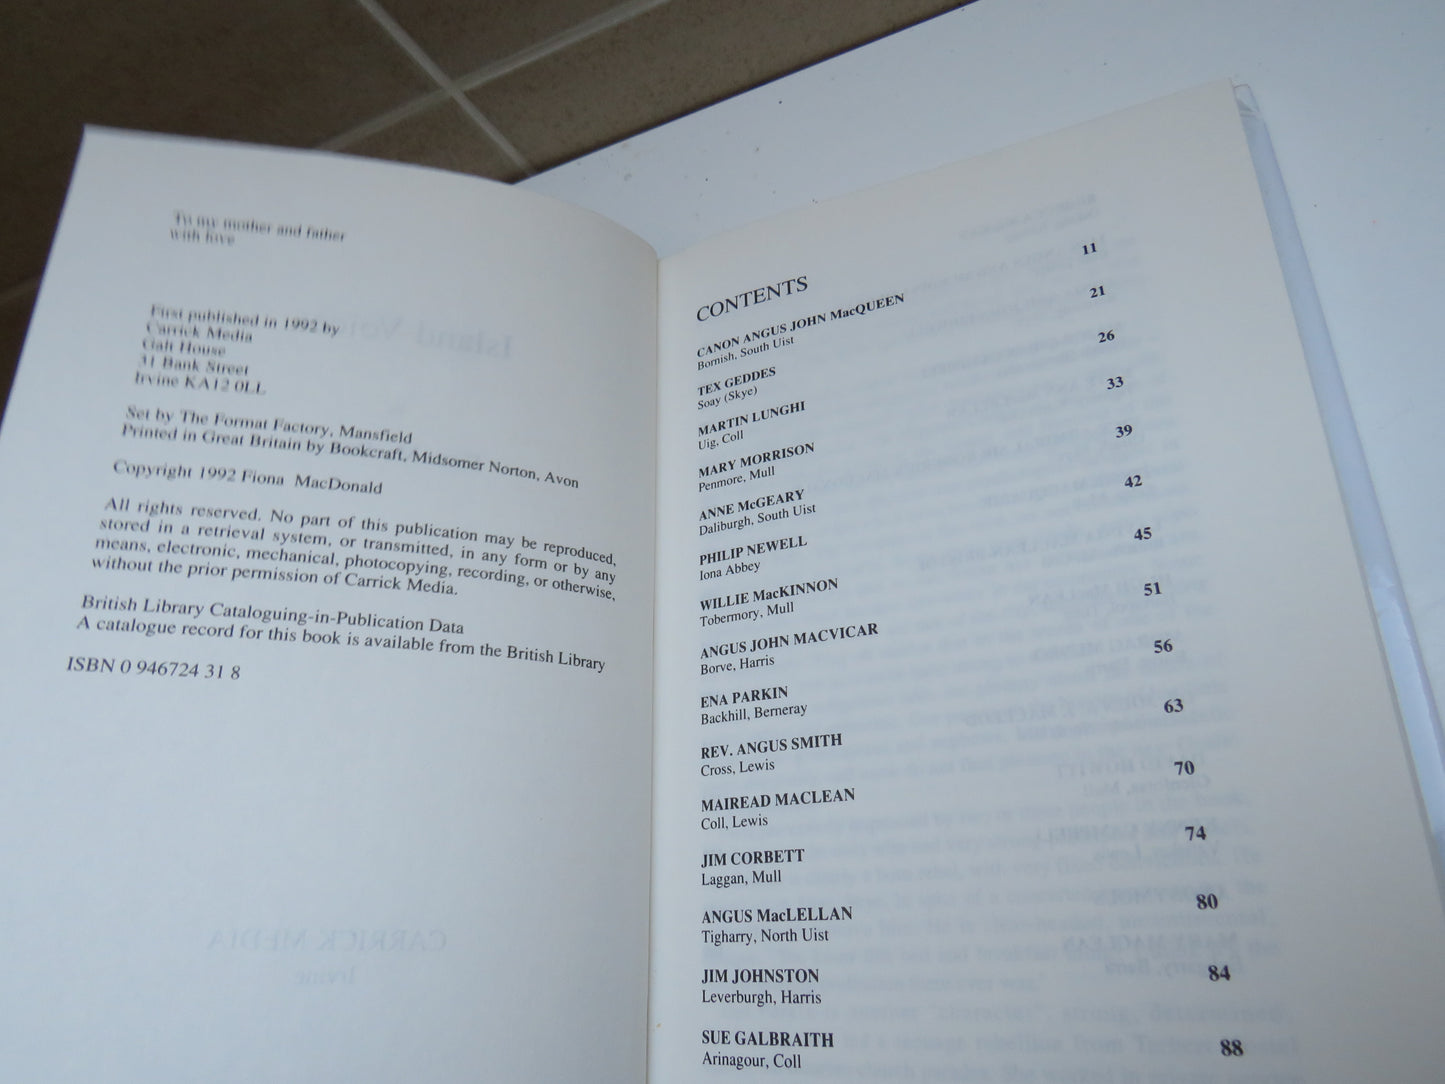 To my mother and father
with love
First published in 1992 by
Carrick Media
Galt House
31 Bank Street
Irvine KA12 0LL
Set by The Format Factory, Mansfield
Printed in Great Britain by Bookcraft, Midsomer Norton, Avon
Copyright 1992 Fiona MacDonald
All rights reserved. No part of this publication may be reproduced,
stored in a retrieval system, or transmitted, in any form or by any
means, electronic, mechanical, photocopying, recording, or otherwise,
without the prior permission of Carrick Media.
British Library Cataloguing-in-Publication Data
A catalogue record for this book is available from the British Library
ISBN 0 946724 31 8
CONTENTS
CANON ANGUS JOHN MacQUEEN 11
Bornish, South Uist
TEX GEDDES 21
Soay (Skye)
MARTIN LUNGHI 26
Uig, Coll
MARY MORRISON 33
Penmore, Mull
ANNE McGEARY 39
Daliburgh, South Uist
PHILIP NEWELL 42
Iona Abbey
WILLIE MacKINNON 45
Tobermory, Mull
ANGUS JOHN MACVICAR 51
Borve, Harris
ENA PARKIN 56
Backhill, Berneray
REV. ANGUS SMITH 63
Cross, Lewis
MAIREAD MACLEAN 70
Coll, Lewis
JIM CORBETT 74
Laggan, Mull
ANGUS MacLELLAN 80
Tigharry, North Uist
JIM JOHNSTON 84
Leverburgh, Harris
SUE GALBRAITH 88
Arinagour, Coll